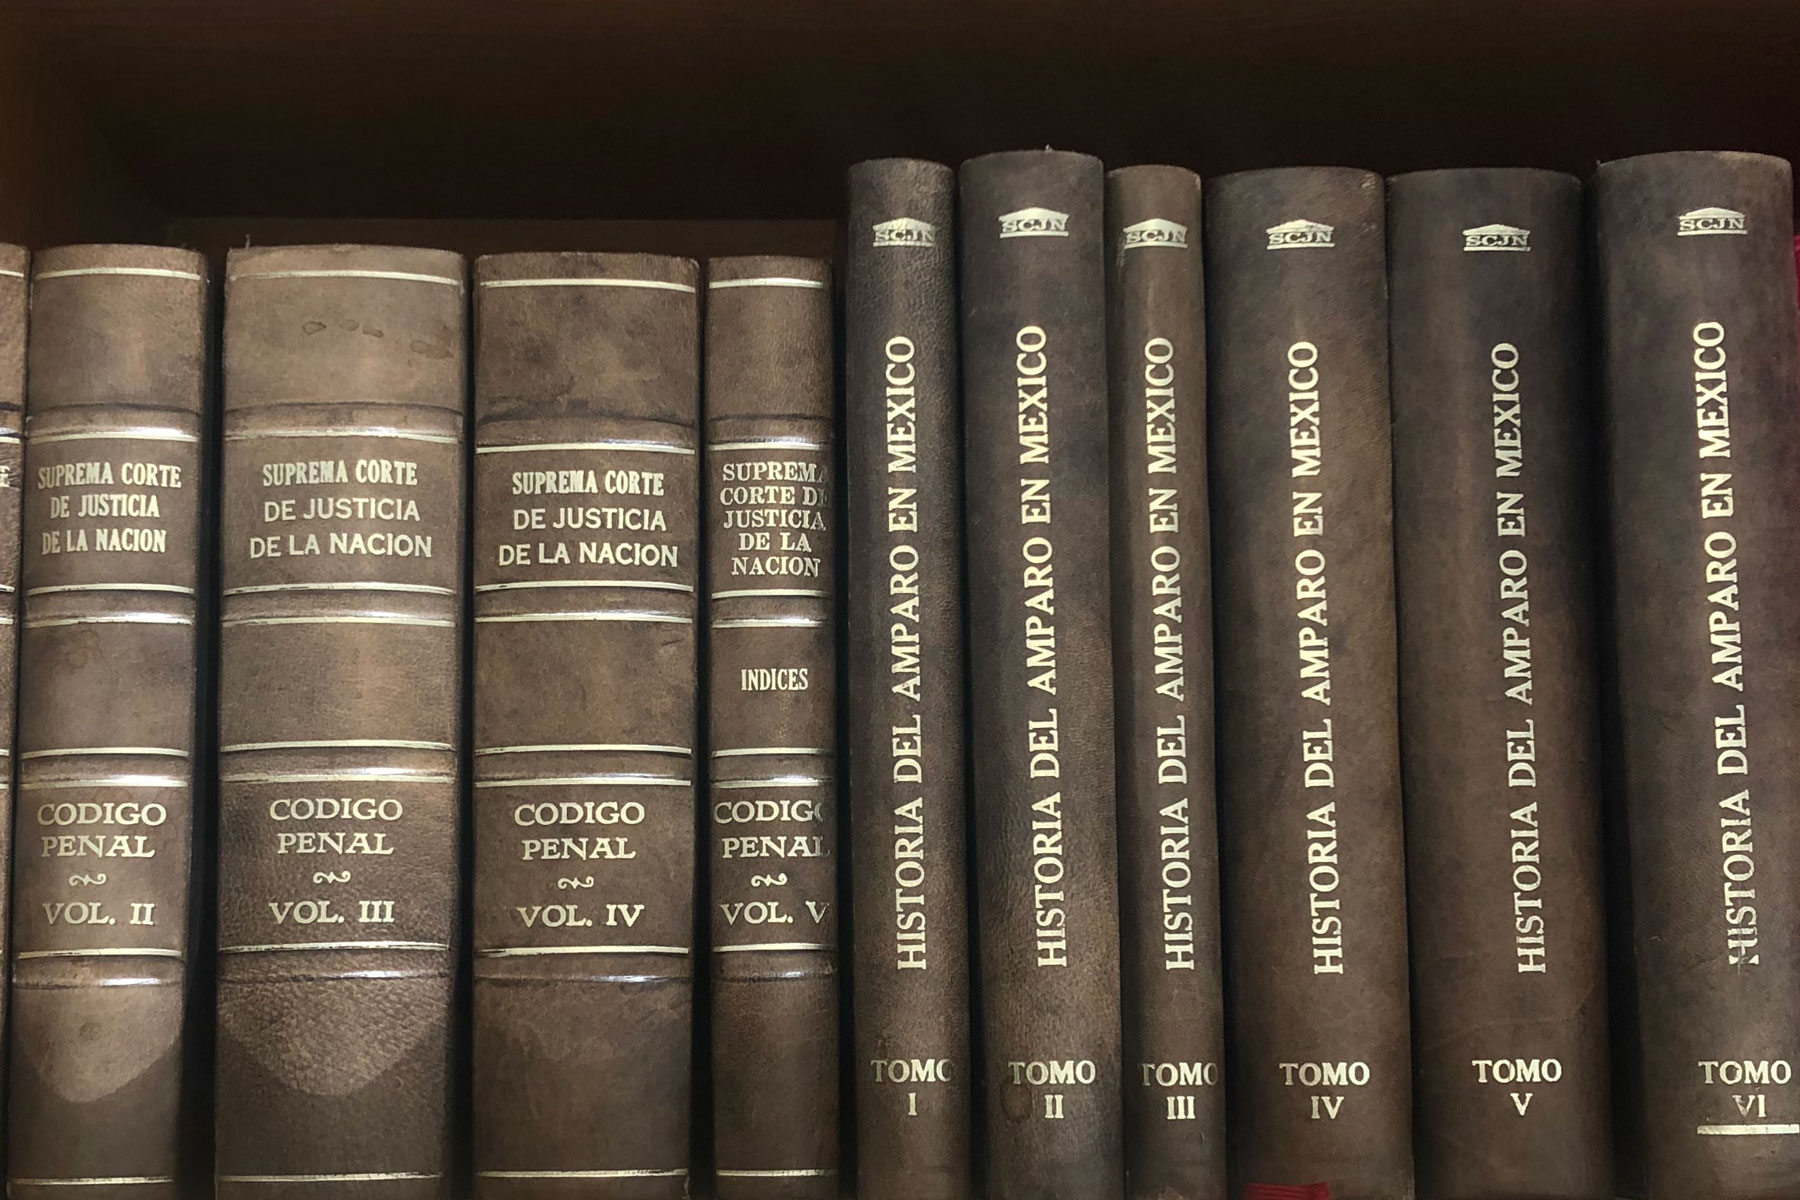 SUPREMA CORTE
DE JUSTICIA
DE LA NACION
CODIGO
PENAL
VOL. II
SUPREMA CORTE
DE JUSTICIA
DE LA NACION
CODIGO
PENAL
VOL. III
SUPREMA CORTE
DE JUSTICIA
DE LA NACION
CODIGO
PENAL
VOL. IV
SUPREMA
CORTE DE
JUSTICIA
DE LA
NACION
INDICES
CODIGO
PENAL
VOL. V
SCJN
HISTORIA DEL AMPARO EN MEXICO
TOMO
I
SCJN
HISTORIA DEL AMPARO EN MEXICO
TOMO
II
SCJN
HISTORIA DEL AMPARO EN MEXICO
TOMO
III
SCJN
HISTORIA DEL AMPARO EN MEXICO
TOMO
IV
SCJN
HISTORIA DEL AMPARO EN MEXICO
TOMO
V
SCJN
HISTORIA DEL AMPARO EN MEXICO
TOMO
VI